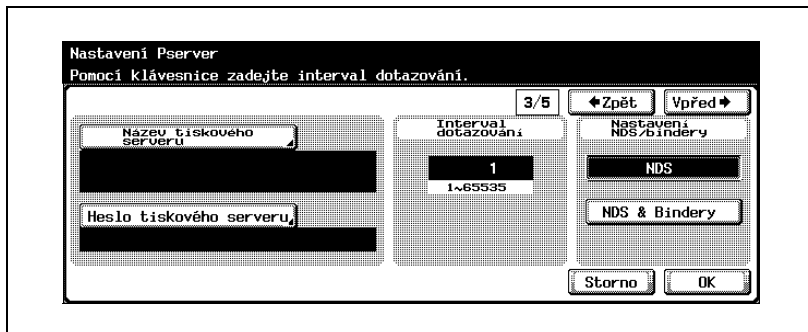 Nastavení Pserver
Pomocí klávesnice zadejte interval dotazování.
3/5
Zpět
Vpřed
Název tiskového
serveru
Interval
dotazování
Nastavení
NDS/bindery
1
1~65535
NDS
Heslo tiskového serveru
NDS & Bindery
Storno
OK